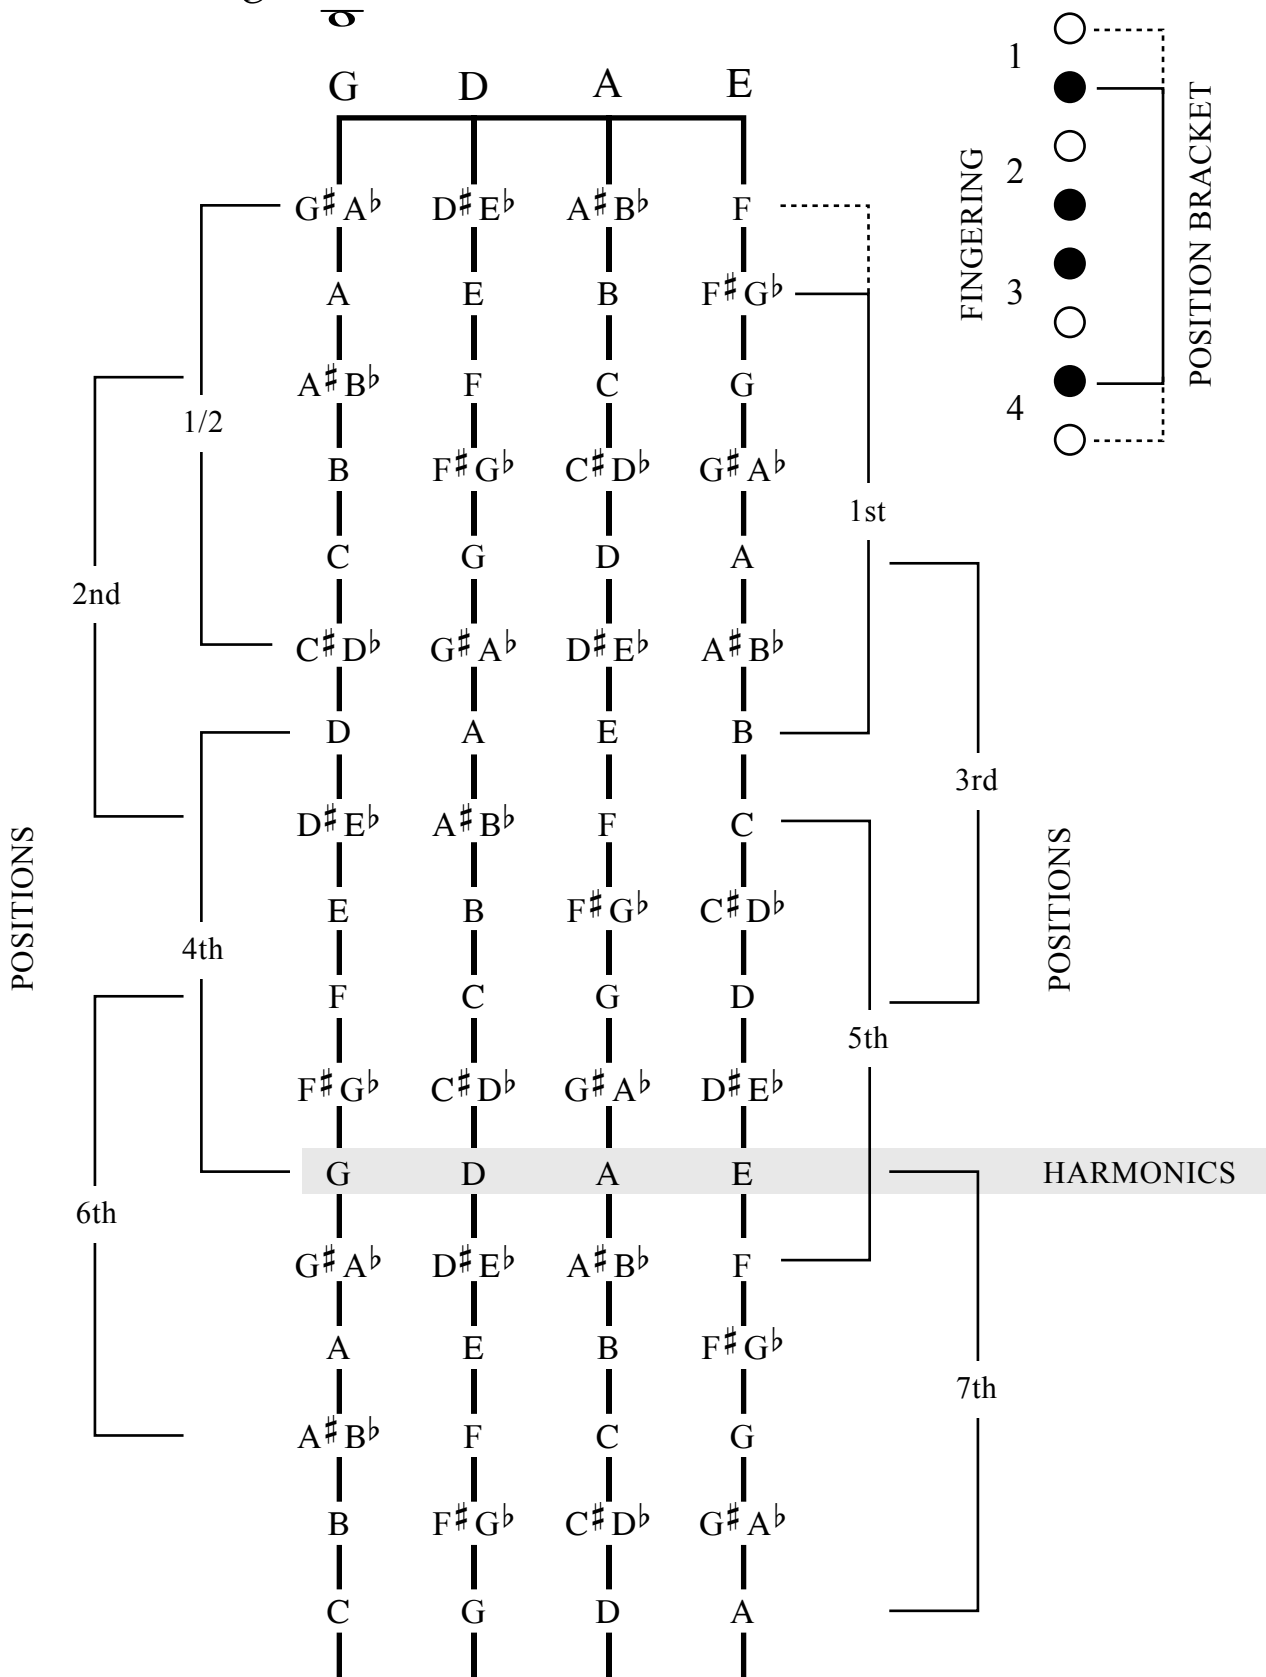 G D A E
G♯A♭ D♯E♭ A♯B♭ F
A E B F♯G♭
A♯B♭ F C G
B F♯G♭ C♯D♭ G♯A♭
C G D A
C♯D♭ G♯A♭ D♯E♭ A♯B♭
D A E B
D♯E♭ A♯B♭ F C
E B F♯G♭ C♯D♭
F C G D
F♯G♭ C♯D♭ G♯A♭ D♯E♭
G D A E HARMONICS
G♯A♭ D♯E♭ A♯B♭ F
A E B F♯G♭
A♯B♭ F C G
B F♯G♭ C♯D♭ G♯A♭
C G D A
POSITIONS
1/2
2nd
4th
6th
1st
3rd
5th
7th
POSITIONS
FINGERING
1
2
3
4
POSITION BRACKET